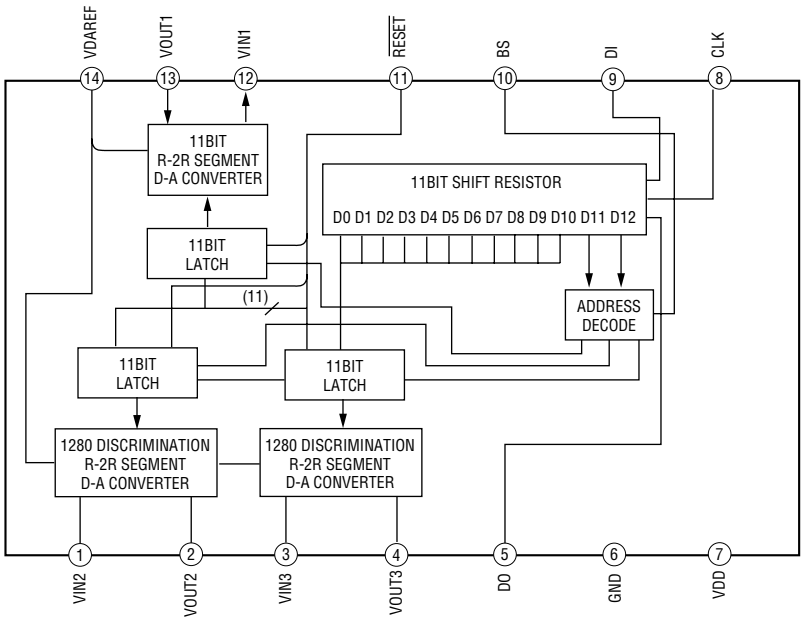 VDAREF
VOUT1
VIN1
RESET
BS
DI
CLK
14
13
12
11
10
9
8
11BIT
R-2R SEGMENT
D-A CONVERTER
11BIT SHIFT RESISTOR
D0 D1 D2 D3 D4 D5 D6 D7 D8 D9 D10 D11 D12
11BIT
LATCH
(11)
ADDRESS
DECODE
11BIT
LATCH
11BIT
LATCH
1280 DISCRIMINATION
R-2R SEGMENT
D-A CONVERTER
1280 DISCRIMINATION
R-2R SEGMENT
D-A CONVERTER
1
2
3
4
5
6
7
VIN2
VOUT2
VIN3
VOUT3
DO
GND
VDD